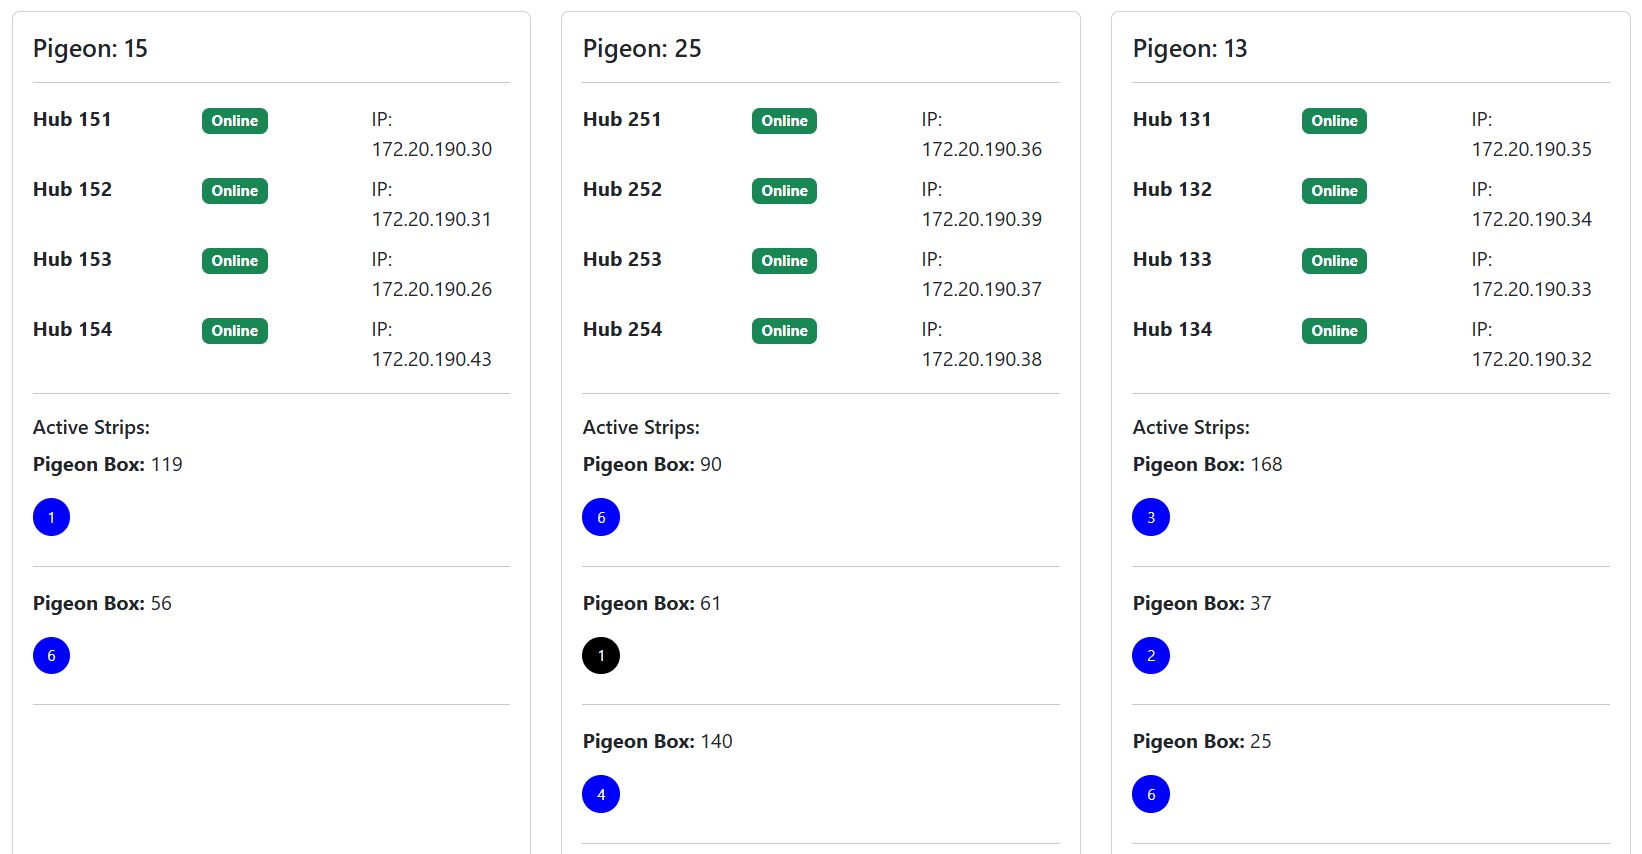 Pigeon: 15
Hub 151 Online IP: 172.20.190.30
Hub 152 Online IP: 172.20.190.31
Hub 153 Online IP: 172.20.190.26
Hub 154 Online IP: 172.20.190.43
Active Strips:
Pigeon Box: 119
1
Pigeon Box: 56
6
Pigeon: 25
Hub 251 Online IP: 172.20.190.36
Hub 252 Online IP: 172.20.190.39
Hub 253 Online IP: 172.20.190.37
Hub 254 Online IP: 172.20.190.38
Active Strips:
Pigeon Box: 90
6
Pigeon Box: 61
1
Pigeon Box: 140
4
Pigeon: 13
Hub 131 Online IP: 172.20.190.35
Hub 132 Online IP: 172.20.190.34
Hub 133 Online IP: 172.20.190.33
Hub 134 Online IP: 172.20.190.32
Active Strips:
Pigeon Box: 168
3
Pigeon Box: 37
2
Pigeon Box: 25
6